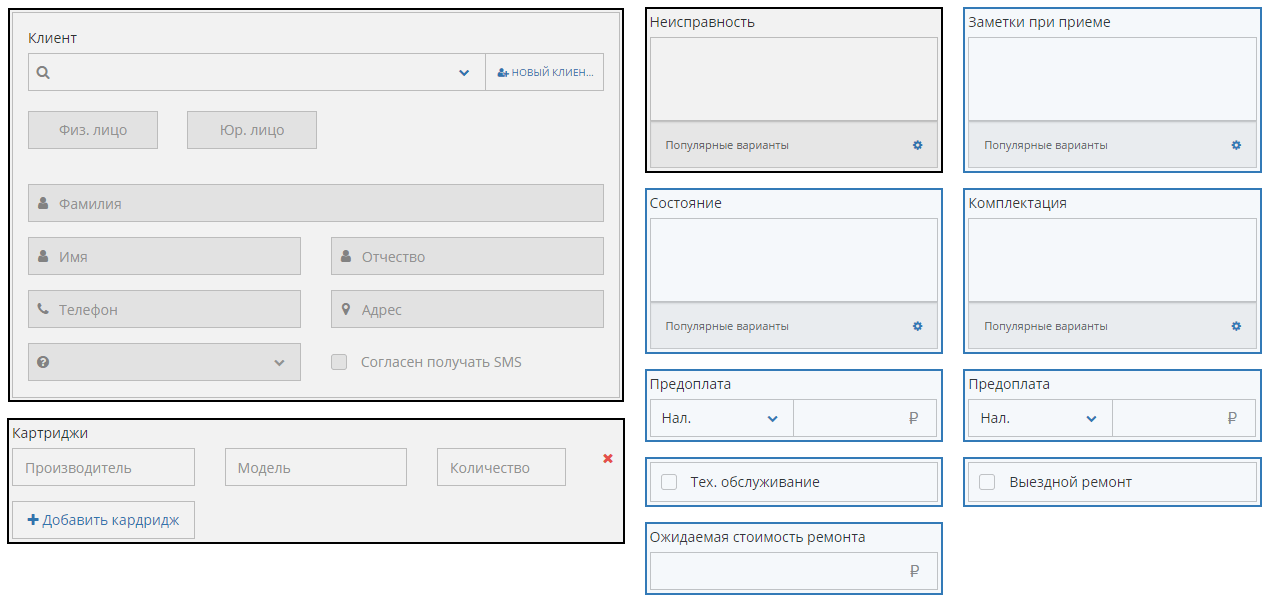 Клиент
НОВЫЙ КЛИЕН...
Физ. лицо
Юр. лицо
Фамилия
Имя
Отчество
Телефон
Адрес
Согласен получать SMS
Картриджи
Производитель
Модель
Количество
Добавить кардридж
Неисправность
Популярные варианты
Заметки при приеме
Популярные варианты
Состояние
Популярные варианты
Комплектация
Популярные варианты
Предоплата
Нал.
₽
Предоплата
Нал.
₽
Тех. обслуживание
Выездной ремонт
Ожидаемая стоимость ремонта
₽